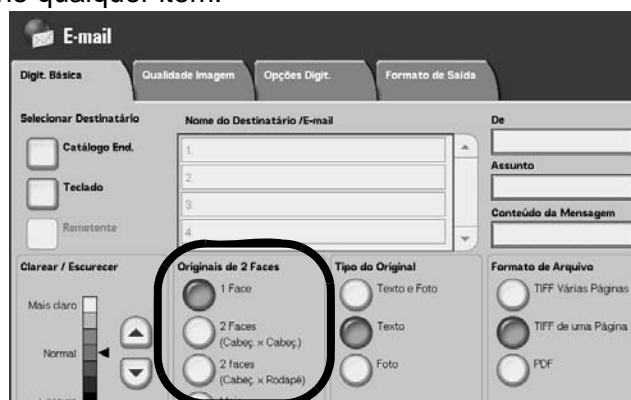 qualquer item.
E-mail
Digit. Básica
Qualidade Imagem
Opções Digit.
Formato de Saída
Selecionar Destinatário
Catálogo End.
Teclado
Remetente
Nome do Destinatário /E-mail
1.
2.
3.
4.
De
Assunto
Conteúdo da Mensagem
Clarear / Escurecer
Mais claro
Normal
Originais de 2 Faces
1 Face
2 Faces
(Cabeç. x Cabeç.)
2 faces
(Cabeç. x Rodapé)
Tipo do Original
Texto e Foto
Texto
Foto
Formato de Arquivo
TIFF Várias Páginas
TIFF de uma Página
PDF